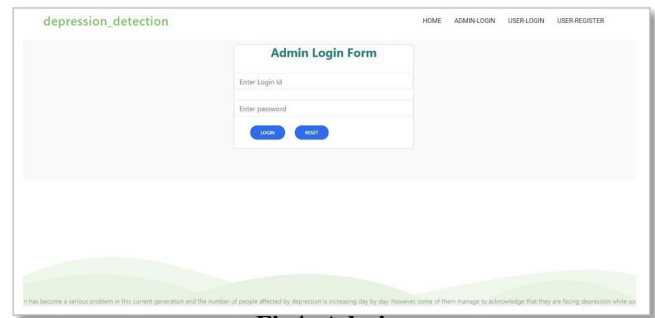 depression_detection
HOME ADMIN-LOGIN USER-LOGIN USER-REGISTER
Admin Login Form
Enter Login Id
Enter password
LOGIN RESET
n has become a serious problem in this current generation and the number of people affected by depression is increasing day by day. However, some of them manage to acknowledge that they are facing depression while